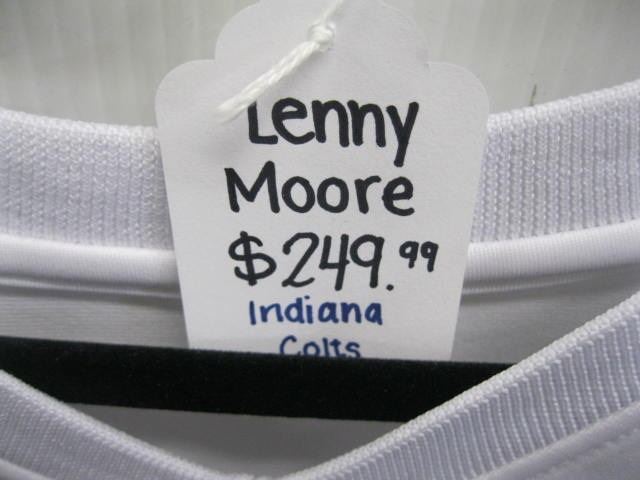 Lenny
Moore
$249.99
Indiana
Colts